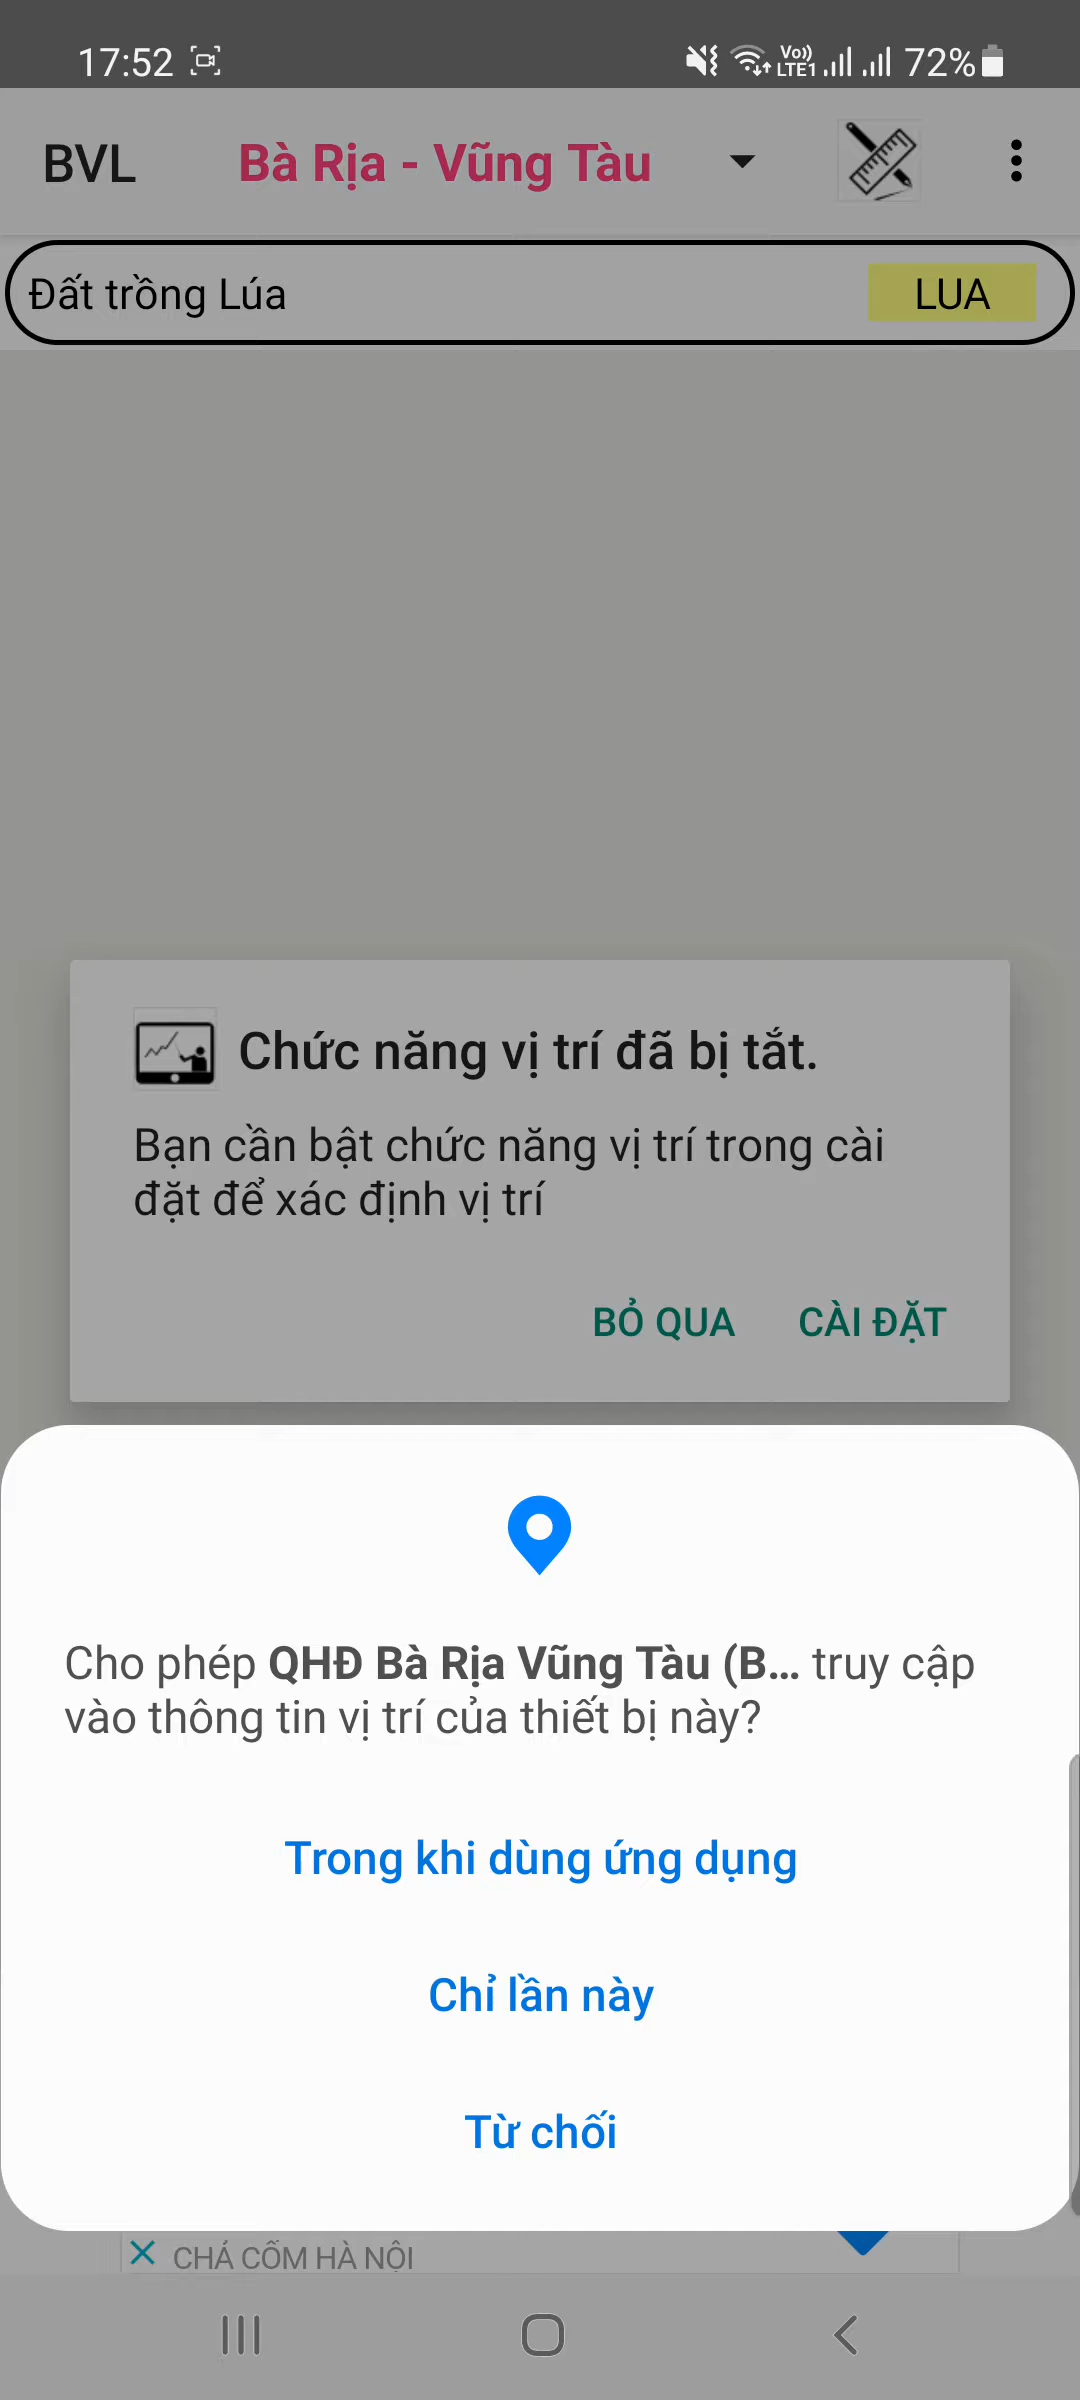 17:52
Vo)) LTE1 72%
BVL Bà Rịa - Vũng Tàu
Đất trồng Lúa LUA
Chức năng vị trí đã bị tắt.
Bạn cần bật chức năng vị trí trong cài
đặt để xác định vị trí
BỎ QUA CÀI ĐẶT
Cho phép QHĐ Bà Rịa Vũng Tàu (B... truy cập
vào thông tin vị trí của thiết bị này?
Trong khi dùng ứng dụng
Chỉ lần này
Từ chối
CHẢ CỐM HÀ NỘI